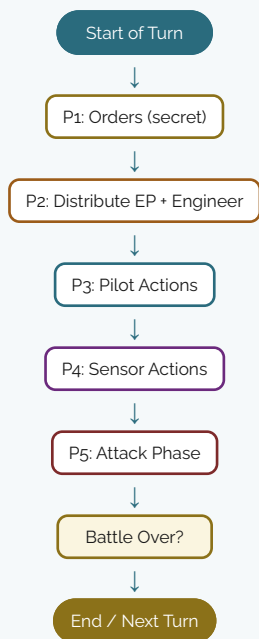 Start of Turn
P1: Orders (secret)
P2: Distribute EP + Engineer
P3: Pilot Actions
P4: Sensor Actions
P5: Attack Phase
Battle Over?
End / Next Turn